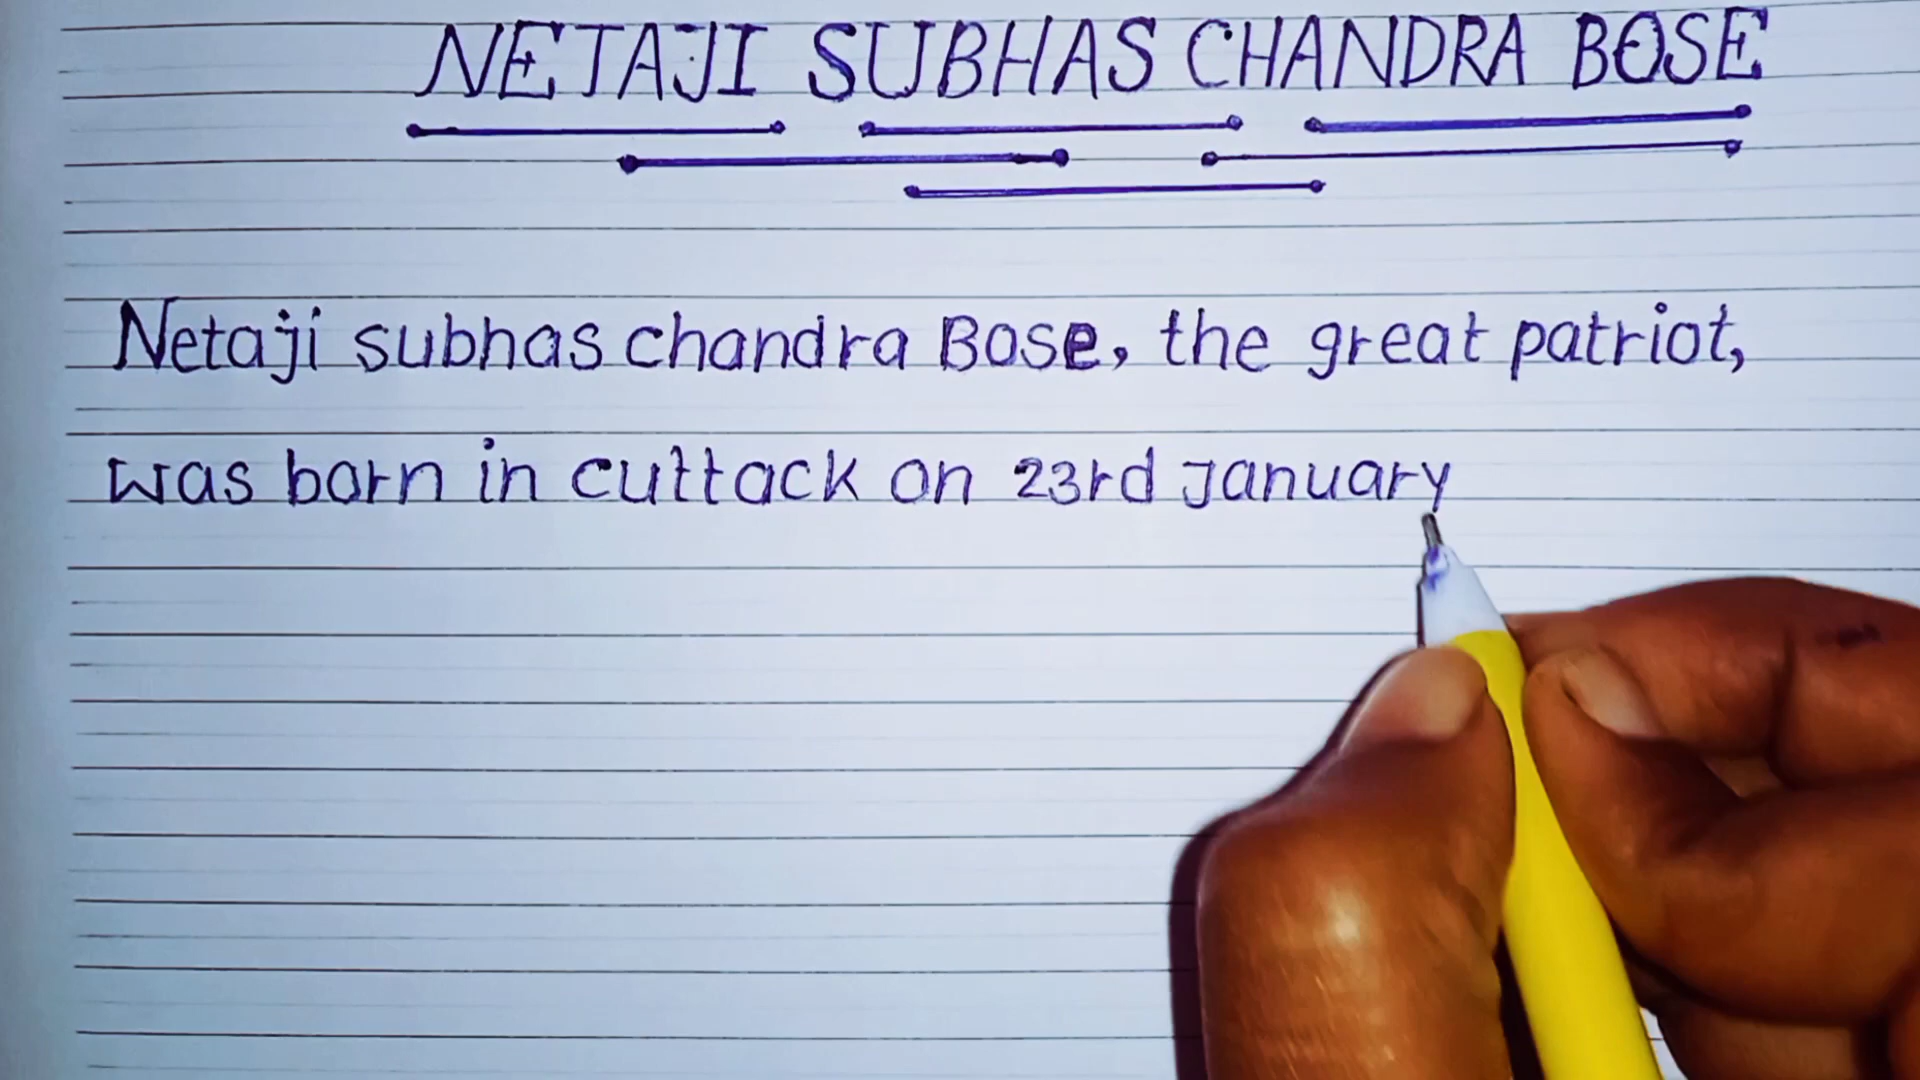 NETAJI SUBHAS CHANDRA BOSE
Netaji subhas chandra Bose, the great patriot,
was born in cuttack on 23rd January